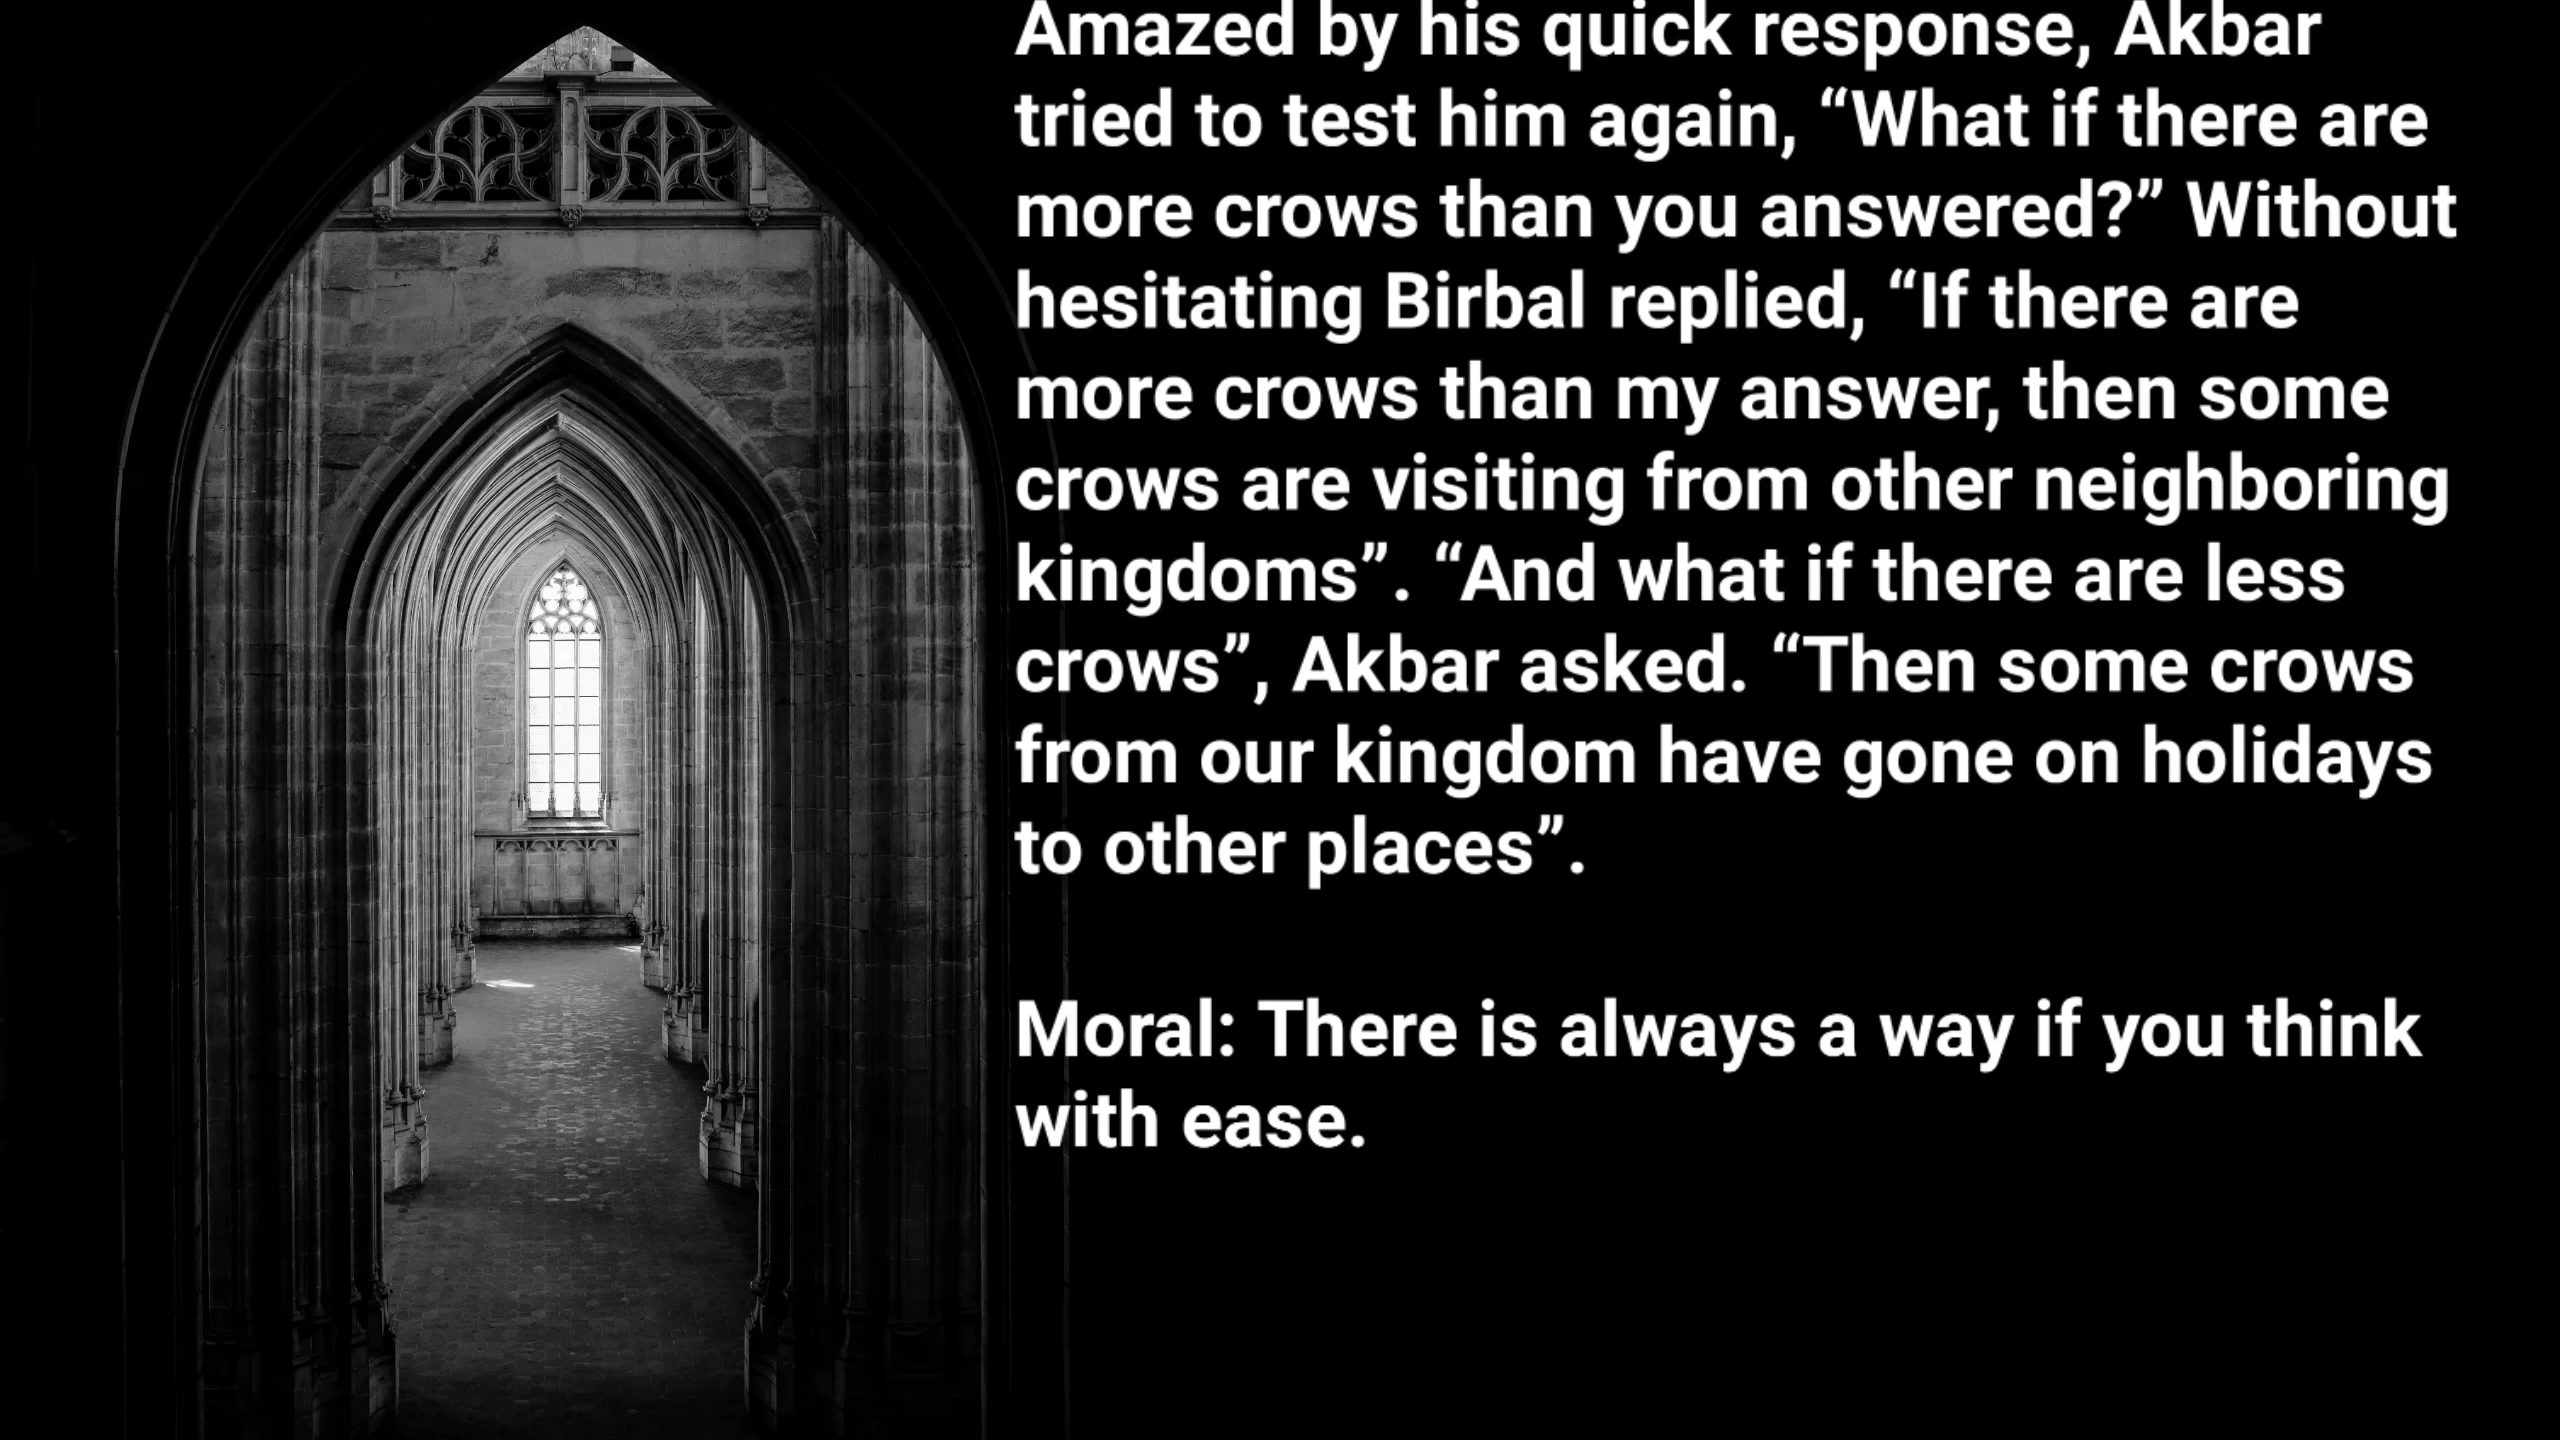 Amazed by his quick response, Akbar
tried to test him again, “What if there are
more crows than you answered?” Without
hesitating Birbal replied, “If there are
more crows than my answer, then some
crows are visiting from other neighboring
kingdoms”. “And what if there are less
crows”, Akbar asked. “Then some crows
from our kingdom have gone on holidays
to other places”.
Moral: There is always a way if you think
with ease.